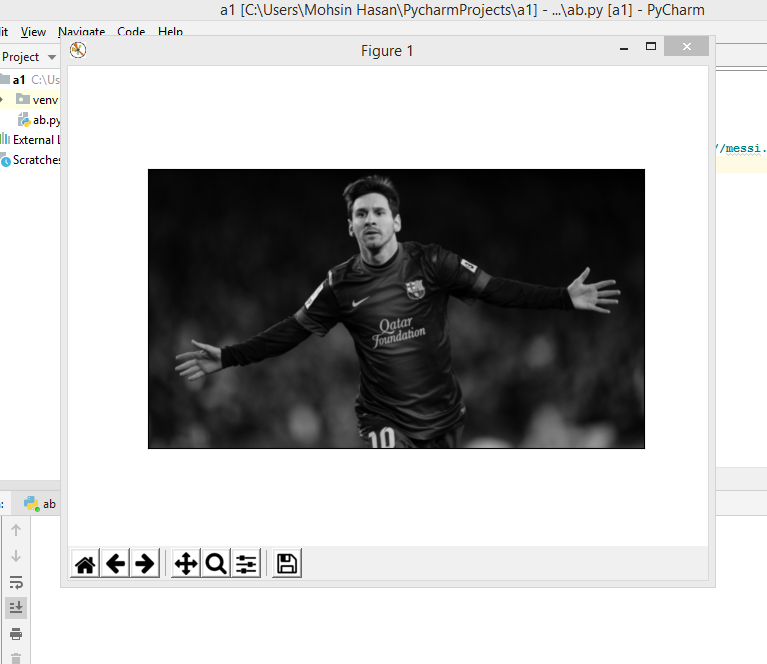 a1 [C:\Users\Mohsin Hasan\PycharmProjects\a1] - ...\ab.py [a1] - PyCharm
it View Navigate Code Help
Figure 1
Project
a1 C:\Us
venv
ab.py
External L
Scratches
//messi.
Qatar
Foundation
10
ab